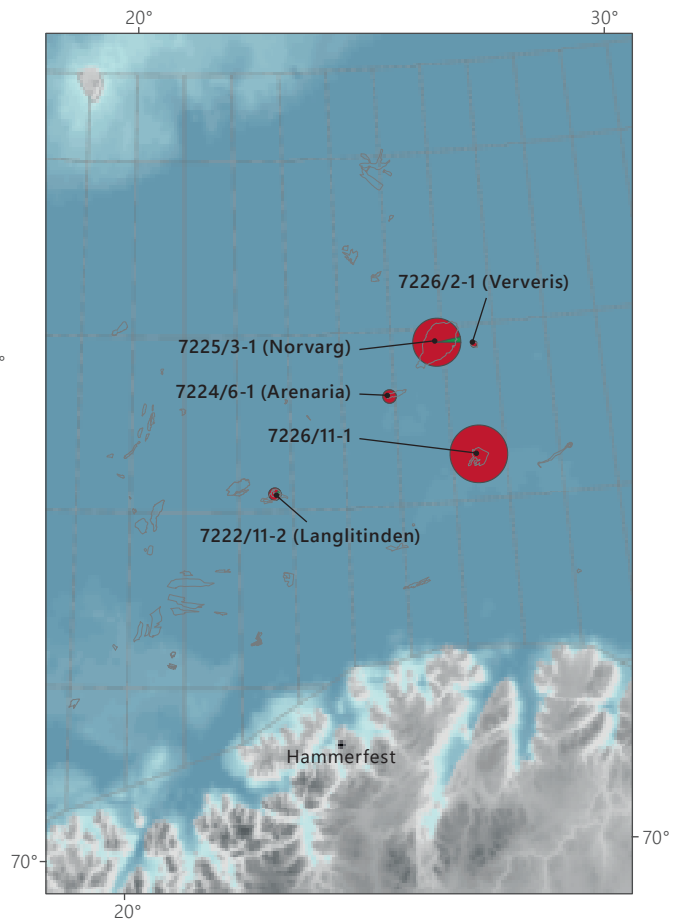 20°
30°
7226/2-1 (Ververis)
7225/3-1 (Norvarg)
°
7224/6-1 (Arenaria)
7226/11-1
7222/11-2 (Langlitinden)
Hammerfest
70°
70°
20°